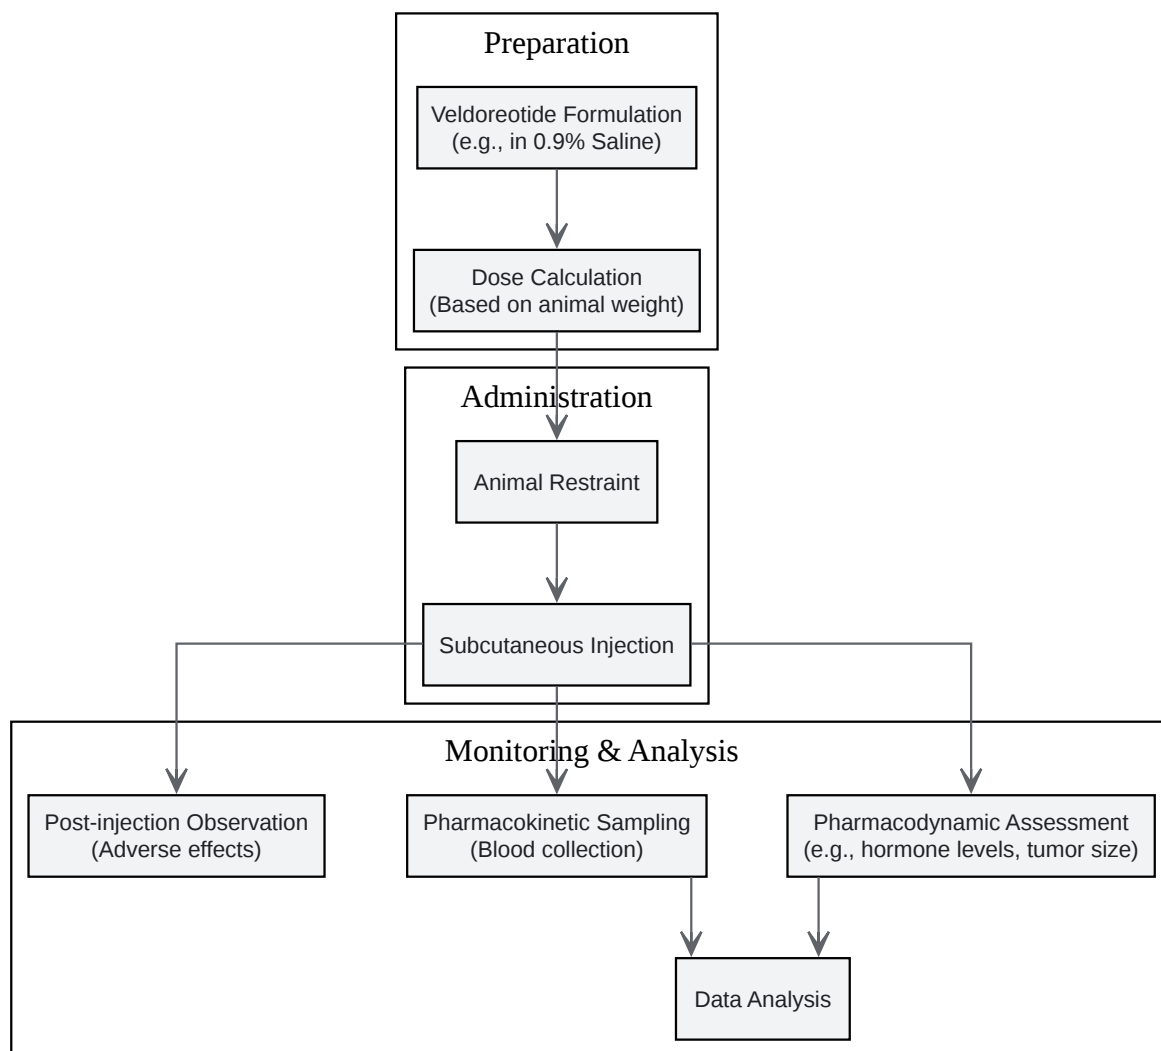 Preparation
Veldoreotide Formulation
(e.g., in 0.9% Saline)
Dose Calculation
(Based on animal weight)
Administration
Animal Restraint
Subcutaneous Injection
Monitoring & Analysis
Post-injection Observation
(Adverse effects)
Pharmacokinetic Sampling
(Blood collection)
Pharmacodynamic Assessment
(e.g., hormone levels, tumor size)
Data Analysis